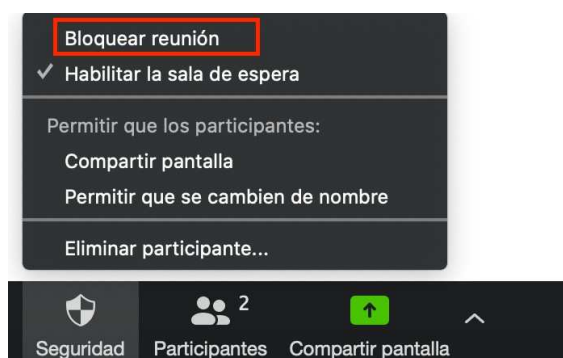 Bloquear reunión
Habilitar la sala de espera
Permitir que los participantes:
Compartir pantalla
Permitir que se cambien de nombre
Eliminar participante...
2
Seguridad Participantes Compartir pantalla